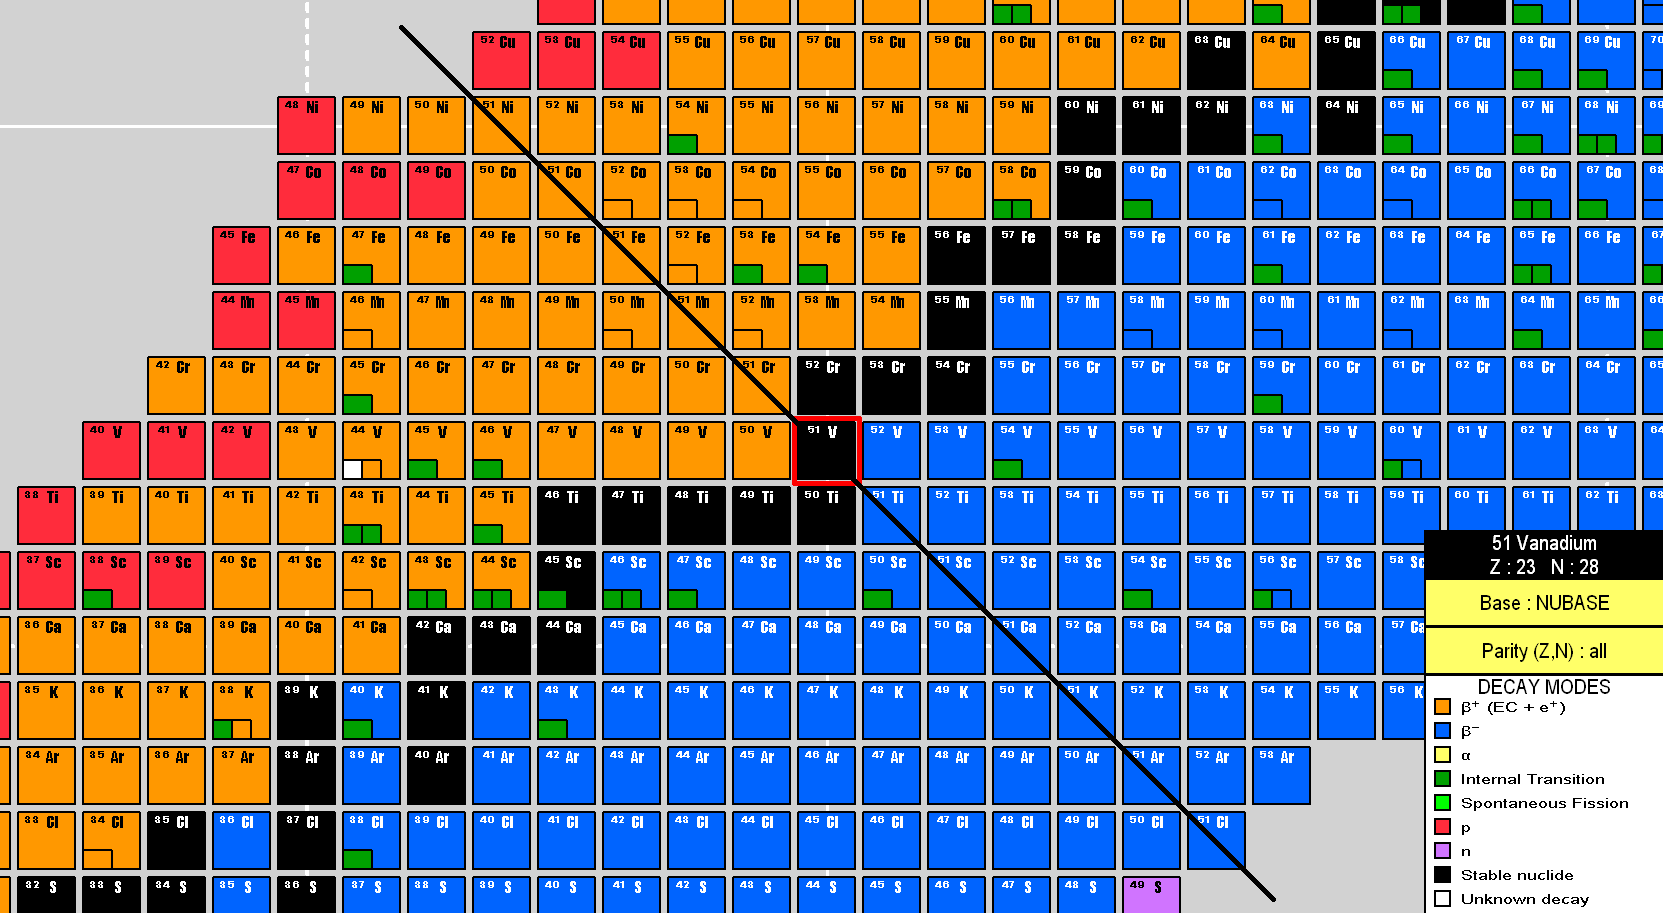 52 Cu 53 Cu 54 Cu 55 Cu 56 Cu 57 Cu 58 Cu 59 Cu 60 Cu 61 Cu 62 Cu 63 Cu 64 Cu 65 Cu 66 Cu 67 Cu 68 Cu 69 Cu 70
48 Ni 49 Ni 50 Ni 51 Ni 52 Ni 53 Ni 54 Ni 55 Ni 56 Ni 57 Ni 58 Ni 59 Ni 60 Ni 61 Ni 62 Ni 63 Ni 64 Ni 65 Ni 66 Ni 67 Ni 68 Ni 69
47 Co 48 Co 49 Co 50 Co 51 Co 52 Co 53 Co 54 Co 55 Co 56 Co 57 Co 58 Co 59 Co 60 Co 61 Co 62 Co 63 Co 64 Co 65 Co 66 Co 67 Co 68
45 Fe 46 Fe 47 Fe 48 Fe 49 Fe 50 Fe 51 Fe 52 Fe 53 Fe 54 Fe 55 Fe 56 Fe 57 Fe 58 Fe 59 Fe 60 Fe 61 Fe 62 Fe 63 Fe 64 Fe 65 Fe 66 Fe 67
44 Mn 45 Mn 46 Mn 47 Mn 48 Mn 49 Mn 50 Mn 51 Mn 52 Mn 53 Mn 54 Mn 55 Mn 56 Mn 57 Mn 58 Mn 59 Mn 60 Mn 61 Mn 62 Mn 63 Mn 64 Mn 65 Mn 66
42 Cr 43 Cr 44 Cr 45 Cr 46 Cr 47 Cr 48 Cr 49 Cr 50 Cr 51 Cr 52 Cr 53 Cr 54 Cr 55 Cr 56 Cr 57 Cr 58 Cr 59 Cr 60 Cr 61 Cr 62 Cr 63 Cr 64 Cr 65
40 V 41 V 42 V 43 V 44 V 45 V 46 V 47 V 48 V 49 V 50 V 51 V 52 V 53 V 54 V 55 V 56 V 57 V 58 V 59 V 60 V 61 V 62 V 63 V 64
38 Ti 39 Ti 40 Ti 41 Ti 42 Ti 43 Ti 44 Ti 45 Ti 46 Ti 47 Ti 48 Ti 49 Ti 50 Ti 51 Ti 52 Ti 53 Ti 54 Ti 55 Ti 56 Ti 57 Ti 58 Ti 59 Ti 60 Ti 61 Ti 62 Ti 63
37 Sc 38 Sc 39 Sc 40 Sc 41 Sc 42 Sc 43 Sc 44 Sc 45 Sc 46 Sc 47 Sc 48 Sc 49 Sc 50 Sc 51 Sc 52 Sc 53 Sc 54 Sc 55 Sc 56 Sc 57 Sc 58 Sc
36 Ca 37 Ca 38 Ca 39 Ca 40 Ca 41 Ca 42 Ca 43 Ca 44 Ca 45 Ca 46 Ca 47 Ca 48 Ca 49 Ca 50 Ca 51 Ca 52 Ca 53 Ca 54 Ca 55 Ca 56 Ca 57 Ca
35 K 36 K 37 K 38 K 39 K 40 K 41 K 42 K 43 K 44 K 45 K 46 K 47 K 48 K 49 K 50 K 51 K 52 K 53 K 54 K 55 K 56 K
34 Ar 35 Ar 36 Ar 37 Ar 38 Ar 39 Ar 40 Ar 41 Ar 42 Ar 43 Ar 44 Ar 45 Ar 46 Ar 47 Ar 48 Ar 49 Ar 50 Ar 51 Ar 52 Ar 53 Ar
33 Cl 34 Cl 35 Cl 36 Cl 37 Cl 38 Cl 39 Cl 40 Cl 41 Cl 42 Cl 43 Cl 44 Cl 45 Cl 46 Cl 47 Cl 48 Cl 49 Cl 50 Cl 51 Cl
32 S 33 S 34 S 35 S 36 S 37 S 38 S 39 S 40 S 41 S 42 S 43 S 44 S 45 S 46 S 47 S 48 S 49 S
51 Vanadium
Z : 23 N : 28
Base : NUBASE
Parity (Z,N) : all
DECAY MODES
β⁺ (EC + e⁺)
β⁻
α
Internal Transition
Spontaneous Fission
p
n
Stable nuclide
Unknown decay